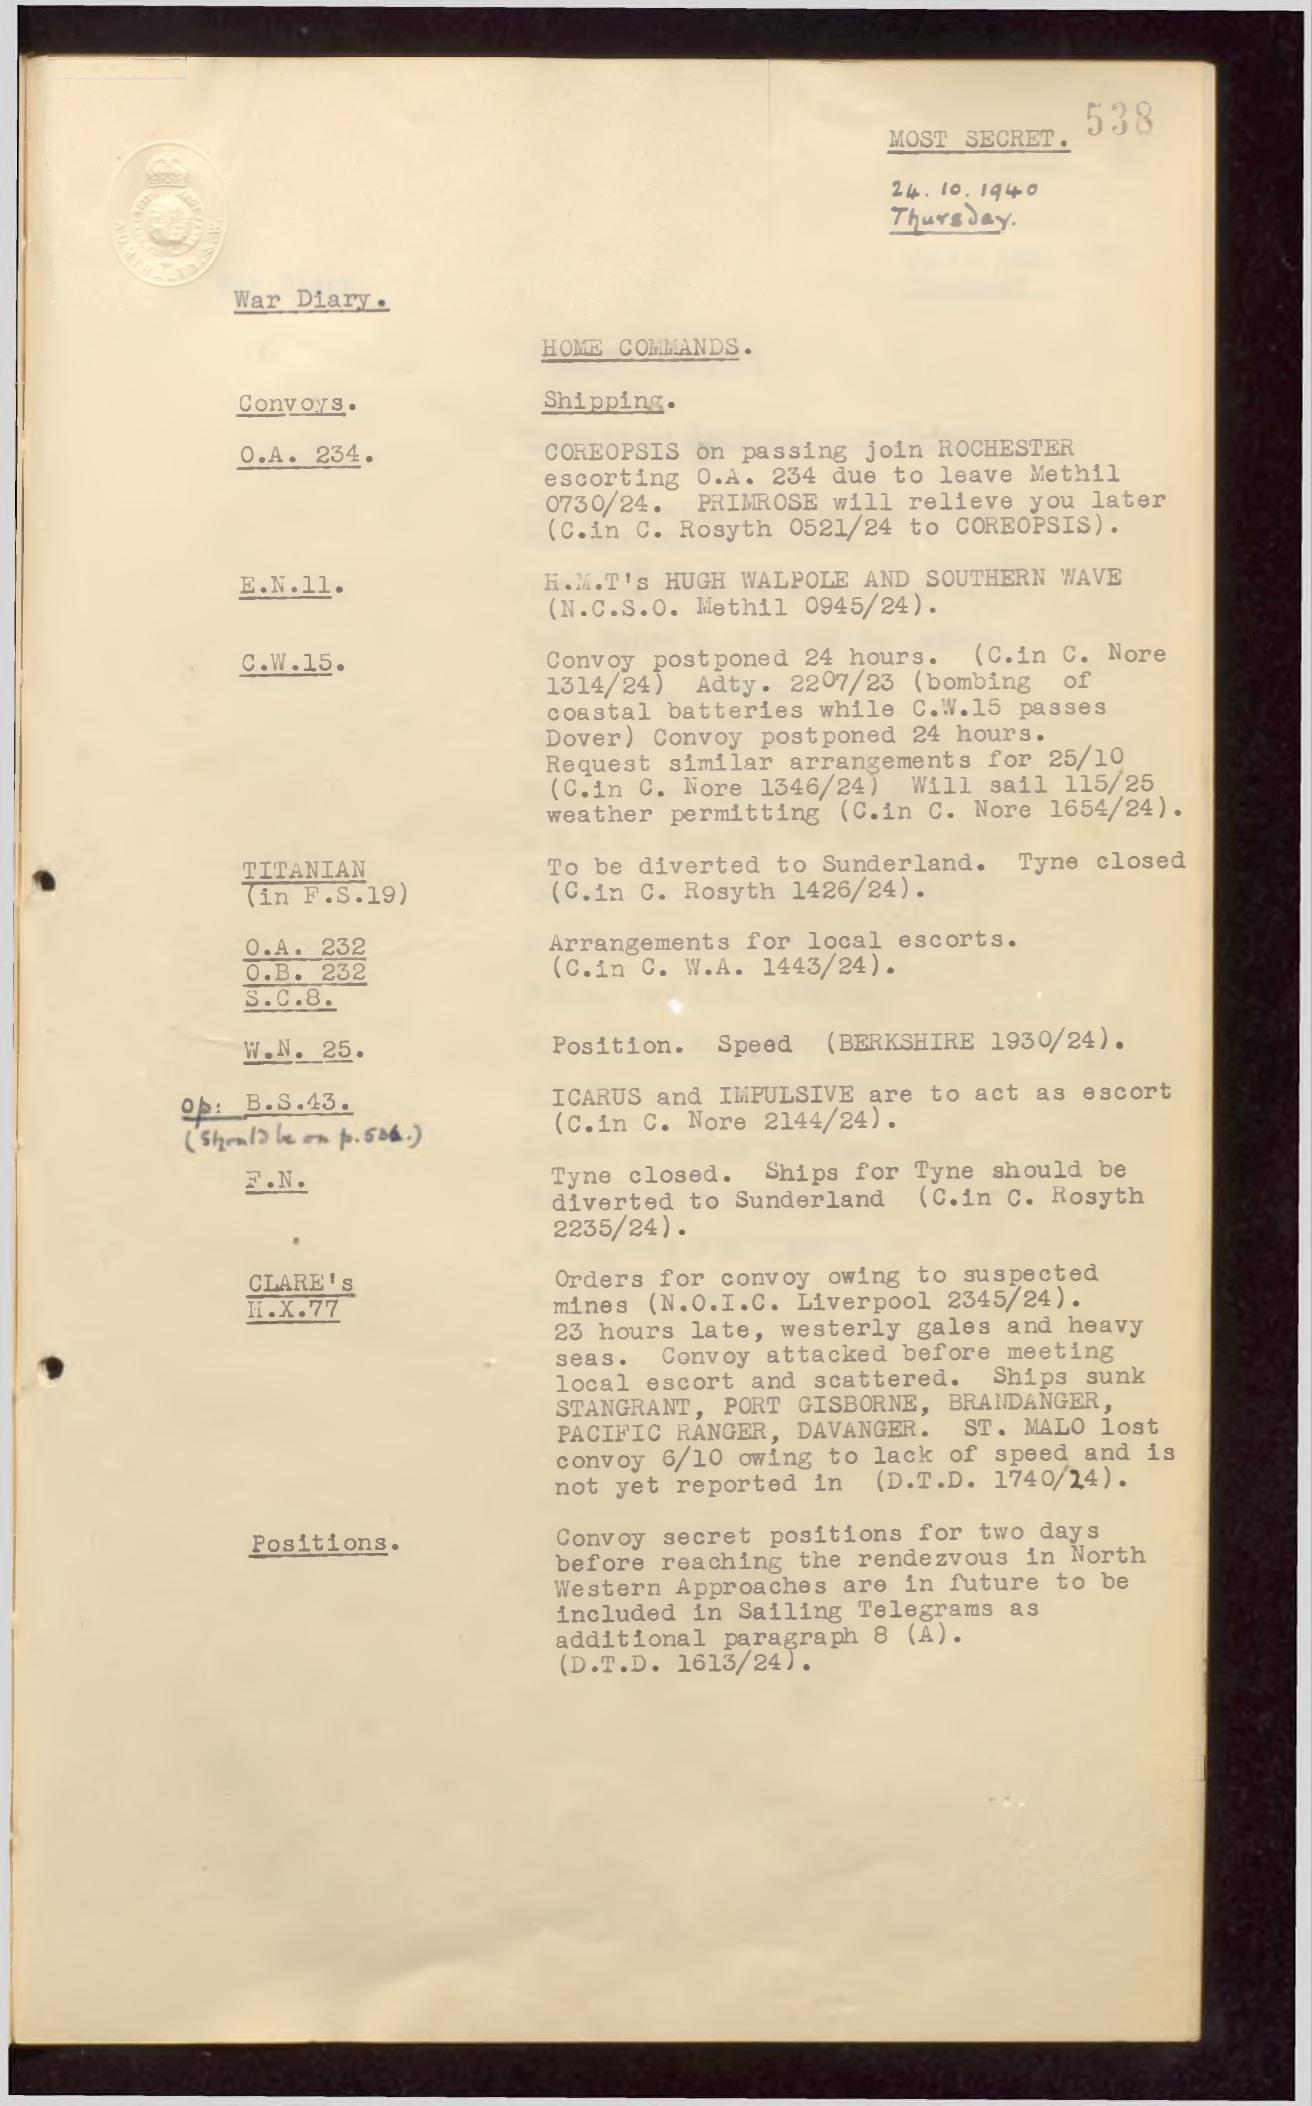 538
MOST SECRET.
24.10.1940
Thursday.
ADMIRALTY. S.W.
War Diary.
HOME COMMANDS.
Convoys.
Shipping.
O.A. 234.
COREOPSIS on passing join ROCHESTER
escorting O.A. 234 due to leave Methil
0730/24. PRIMROSE will relieve you later
(C.in C. Rosyth 0521/24 to COREOPSIS).
E.N.11.
H.M.T's HUGH WALPOLE AND SOUTHERN WAVE
(N.C.S.O. Methil 0945/24).
C.W.15.
Convoy postponed 24 hours. (C.in C. Nore
1314/24) Adty. 2207/23 (bombing of
coastal batteries while C.W.15 passes
Dover) Convoy postponed 24 hours.
Request similar arrangements for 25/10
(C.in C. Nore 1346/24) Will sail 115/25
weather permitting (C.in C. Nore 1654/24).
TITANIAN
(in F.S.19)
To be diverted to Sunderland. Tyne closed
(C.in C. Rosyth 1426/24).
O.A. 232
O.B. 232
S.C.8.
Arrangements for local escorts.
(C.in C. W.A. 1443/24).
W.N. 25.
Position. Speed (BERKSHIRE 1930/24).
Op: B.S.43.
(Should be on p.)
ICARUS and IMPULSIVE are to act as escort
(C.in C. Nore 2144/24).
F.N.
Tyne closed. Ships for Tyne should be
diverted to Sunderland (C.in C. Rosyth
2235/24).
CLARE's
H.X.77
Orders for convoy owing to suspected
mines (N.O.I.C. Liverpool 2345/24).
23 hours late, westerly gales and heavy
seas. Convoy attacked before meeting
local escort and scattered. Ships sunk
STANGRANT, PORT GISBORNE, BRANDANGER,
PACIFIC RANGER, DAVANGER. ST. MALO lost
convoy 6/10 owing to lack of speed and is
not yet reported in (D.T.D. 1740/14).
Positions.
Convoy secret positions for two days
before reaching the rendezvous in North
Western Approaches are in future to be
included in Sailing Telegrams as
additional paragraph 8 (A).
(D.T.D. 1613/24).